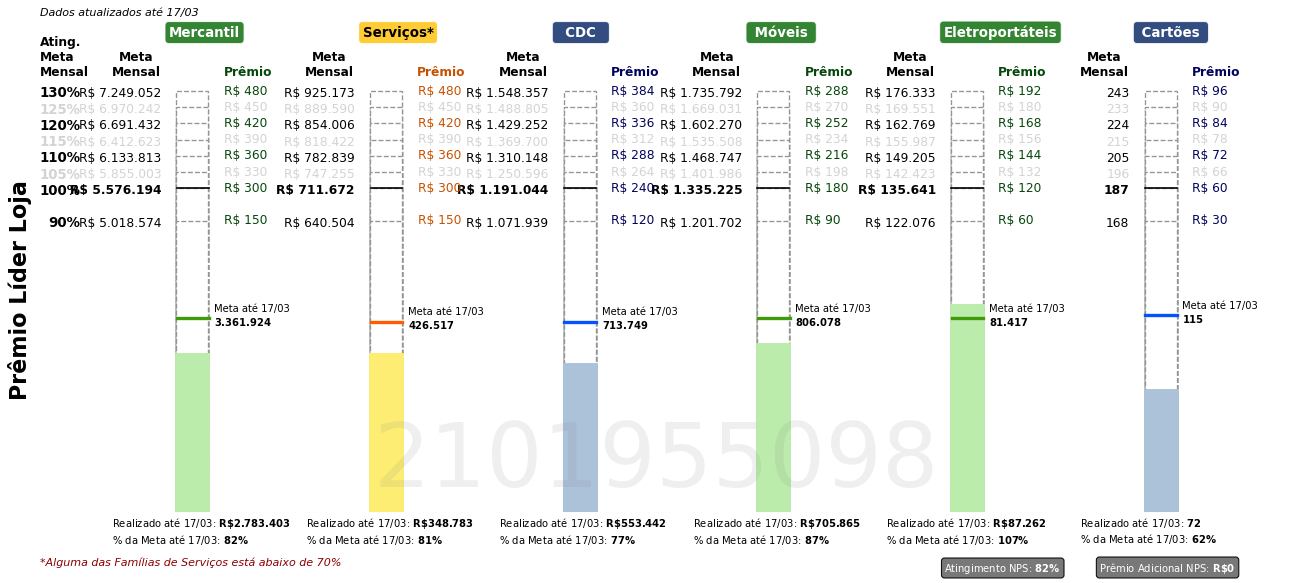 Dados atualizados até 17/03
Mercantil Serviços* CDC Móveis Eletroportáteis Cartões
Ating. Meta Mensal
Meta Mensal Prêmio Meta Mensal Prêmio Meta Mensal Prêmio Meta Mensal Prêmio Meta Mensal Prêmio Meta Mensal Prêmio
130% R$ 7.249.052 R$ 480 R$ 925.173 R$ 480 R$ 1.548.357 R$ 384 R$ 1.735.792 R$ 288 R$ 176.333 R$ 192 243 R$ 96
125% R$ 6.970.242 R$ 450 R$ 889.590 R$ 450 R$ 1.488.805 R$ 360 R$ 1.669.031 R$ 270 R$ 169.551 R$ 180 233 R$ 90
120% R$ 6.691.432 R$ 420 R$ 854.006 R$ 420 R$ 1.429.252 R$ 336 R$ 1.602.270 R$ 252 R$ 162.769 R$ 168 224 R$ 84
115% R$ 6.412.623 R$ 390 R$ 818.422 R$ 390 R$ 1.369.700 R$ 312 R$ 1.535.508 R$ 234 R$ 155.987 R$ 156 215 R$ 78
110% R$ 6.133.813 R$ 360 R$ 782.839 R$ 360 R$ 1.310.148 R$ 288 R$ 1.468.747 R$ 216 R$ 149.205 R$ 144 205 R$ 72
105% R$ 5.855.003 R$ 330 R$ 747.255 R$ 330 R$ 1.250.596 R$ 264 R$ 1.401.986 R$ 198 R$ 142.423 R$ 132 196 R$ 66
100% R$ 5.576.194 R$ 300 R$ 711.672 R$ 300 R$ 1.191.044 R$ 240 R$ 1.335.225 R$ 180 R$ 135.641 R$ 120 187 R$ 60
90% R$ 5.018.574 R$ 150 R$ 640.504 R$ 150 R$ 1.071.939 R$ 120 R$ 1.201.702 R$ 90 R$ 122.076 R$ 60 168 R$ 30
Prêmio Líder Loja
Meta até 17/03 Meta até 17/03 Meta até 17/03 Meta até 17/03 Meta até 17/03 Meta até 17/03
3.361.924 426.517 713.749 806.078 81.417 115
2101955098
Realizado até 17/03: R$2.783.403 Realizado até 17/03: R$348.783 Realizado até 17/03: R$553.442 Realizado até 17/03: R$705.865 Realizado até 17/03: R$87.262 Realizado até 17/03: 72
% da Meta até 17/03: 82% % da Meta até 17/03: 81% % da Meta até 17/03: 77% % da Meta até 17/03: 87% % da Meta até 17/03: 107% % da Meta até 17/03: 62%
*Alguma das Famílias de Serviços está abaixo de 70%
Atingimento NPS: 82% Prêmio Adicional NPS: R$0